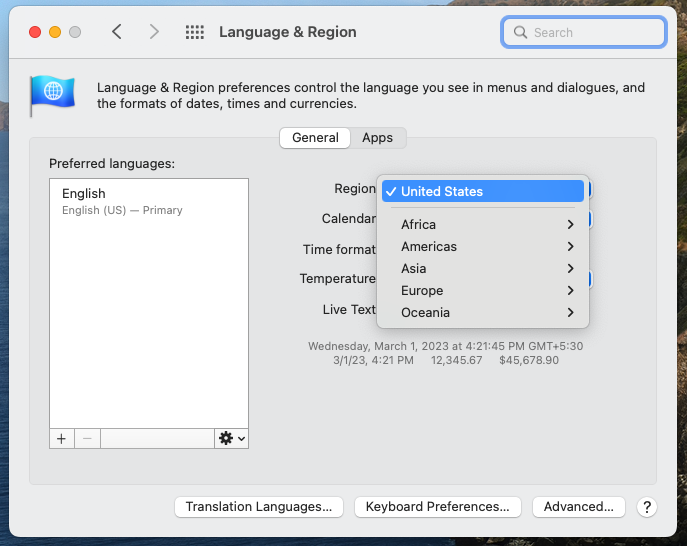 Language & Region
Search
Language & Region preferences control the language you see in menus and dialogues, and
the formats of dates, times and currencies.
General
Apps
Preferred languages:
English
English (US) — Primary
Region
✓ United States
Calendar
Africa
Time format
Americas
Asia
Temperature
Europe
Live Text
Oceania
Wednesday, March 1, 2023 at 4:21:45 PM GMT+5:30
3/1/23, 4:21 PM 12,345.67 $45,678.90
+ −
Translation Languages...
Keyboard Preferences...
Advanced...
?